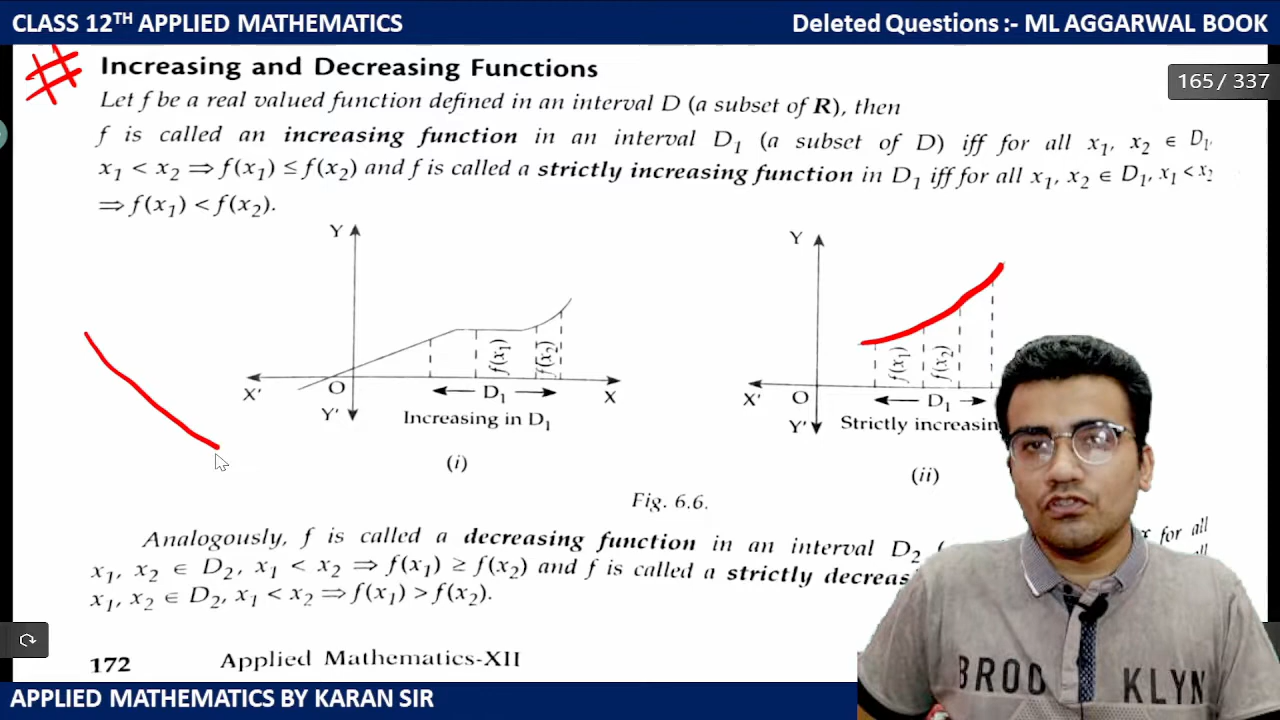 CLASS 12TH APPLIED MATHEMATICS
Deleted Questions :- ML AGGARWAL BOOK
165 / 337
Increasing and Decreasing Functions
Let f be a real valued function defined in an interval D (a subset of R), then
f is called an increasing function in an interval D₁ (a subset of D) iff for all x₁, x₂ ∈ D₁,
x₁ < x₂ ⇒ f(x₁) ≤ f(x₂) and f is called a strictly increasing function in D₁ iff for all x₁, x₂ ∈ D₁, x₁ < x₂
⇒ f(x₁) < f(x₂).
Y
Y
f(x₁)
f(x₂)
f(x₁)
f(x₂)
X'
O
D₁
X
X'
O
D₁
Y'
Increasing in D₁
Y'
Strictly increasin
(i)
(ii)
Fig. 6.6.
Analogously, f is called a decreasing function in an interval D₂ for all
x₁, x₂ ∈ D₂, x₁ < x₂ ⇒ f(x₁) ≥ f(x₂) and f is called a strictly decreas
x₁, x₂ ∈ D₂, x₁ < x₂ ⇒ f(x₁) > f(x₂).
172 Applied Mathematics-XII
BROO KLYN
APPLIED MATHEMATICS BY KARAN SIR